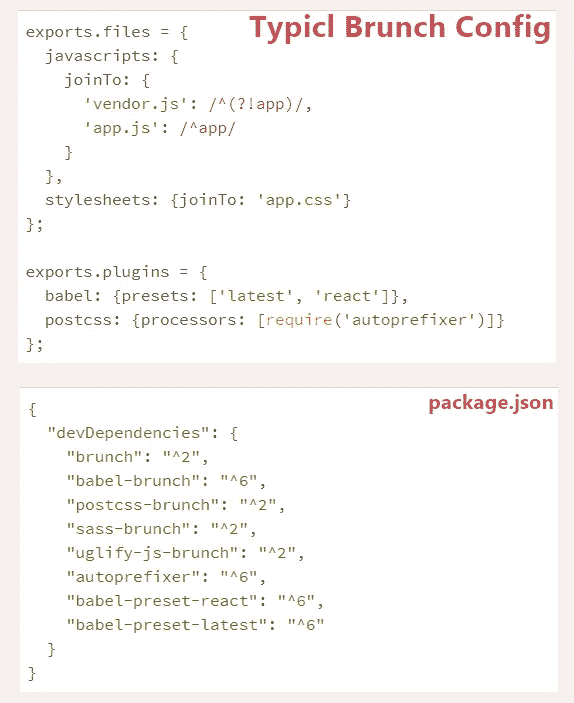 Typicl Brunch Config
exports.files = {
  javascripts: {
    joinTo: {
      'vendor.js': /^(?!app)/,
      'app.js': /^app/
    }
  },
  stylesheets: {joinTo: 'app.css'}
};

exports.plugins = {
  babel: {presets: ['latest', 'react']},
  postcss: {processors: [require('autoprefixer')]}
};
package.json
{
  "devDependencies": {
    "brunch": "^2",
    "babel-brunch": "^6",
    "postcss-brunch": "^2",
    "sass-brunch": "^2",
    "uglify-js-brunch": "^2",
    "autoprefixer": "^6",
    "babel-preset-react": "^6",
    "babel-preset-latest": "^6"
  }
}